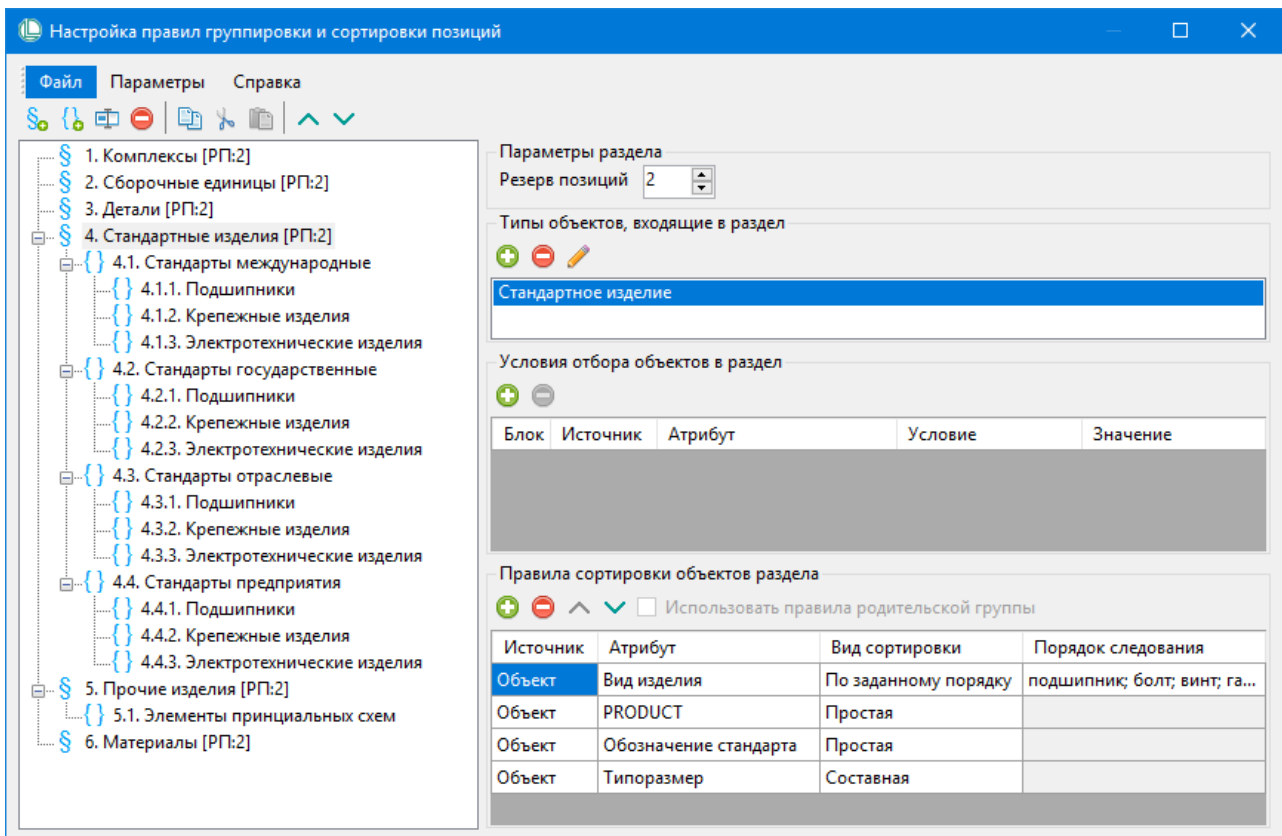 Настройка правил группировки и сортировки позиций
Файл Параметры Справка
1. Комплексы [РП:2]
2. Сборочные единицы [РП:2]
3. Детали [РП:2]
4. Стандартные изделия [РП:2]
4.1. Стандарты международные
4.1.1. Подшипники
4.1.2. Крепежные изделия
4.1.3. Электротехнические изделия
4.2. Стандарты государственные
4.2.1. Подшипники
4.2.2. Крепежные изделия
4.2.3. Электротехнические изделия
4.3. Стандарты отраслевые
4.3.1. Подшипники
4.3.2. Крепежные изделия
4.3.3. Электротехнические изделия
4.4. Стандарты предприятия
4.4.1. Подшипники
4.4.2. Крепежные изделия
4.4.3. Электротехнические изделия
5. Прочие изделия [РП:2]
5.1. Элементы принциальных схем
6. Материалы [РП:2]
Параметры раздела
Резерв позиций 2
Типы объектов, входящие в раздел
Стандартное изделие
Условия отбора объектов в раздел
Блок Источник Атрибут Условие Значение
Правила сортировки объектов раздела
Использовать правила родительской группы
Источник Атрибут Вид сортировки Порядок следования
Объект Вид изделия По заданному порядку подшипник; болт; винт; га...
Объект PRODUCT Простая
Объект Обозначение стандарта Простая
Объект Типоразмер Составная